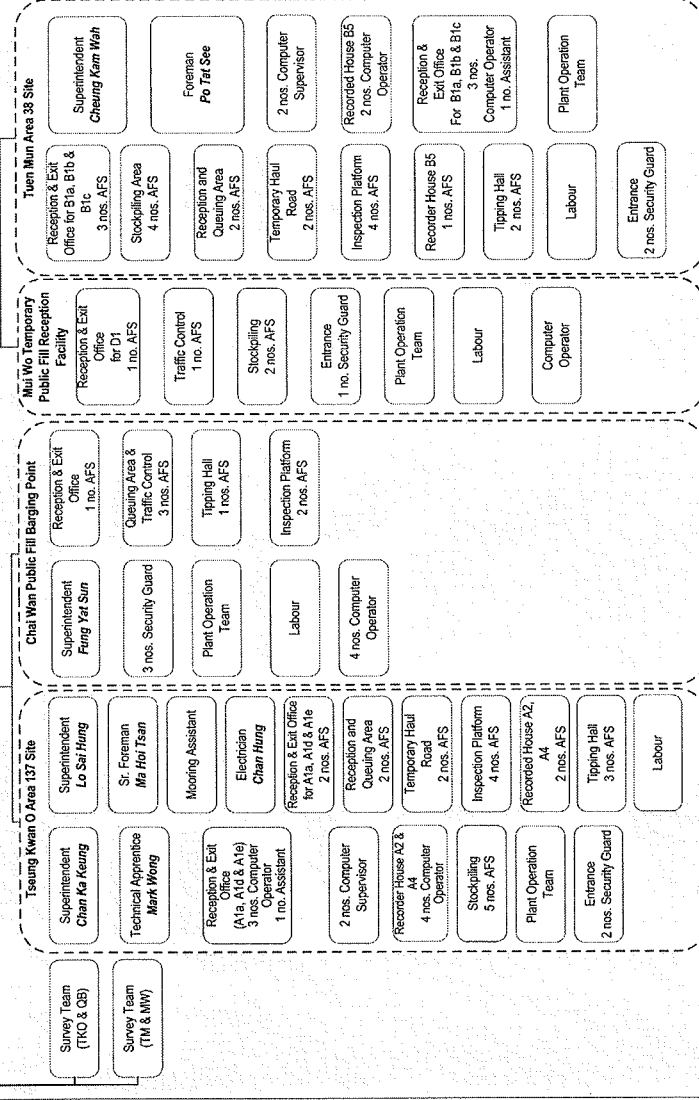 Survey Team
(TKO & QB)
Survey Team
(TM & MW)
Tseung Kwan O Area 137 Site
Superintendent
Chan Ka Keung
Technical Apprentice
Mark Wong
Reception & Exit
Office
(A1a, A1d & A1e)
3 nos. Computer
Operator
1 no. Assistant
2 nos. Computer
Supervisor
Recorder House A2 &
A4
4 nos. Computer
Operator
Stockpiling
5 nos. AFS
Plant Operation
Team
Entrance
2 nos. Security Guard
Superintendent
Lo Sai Hung
Sr. Foreman
Ma Hoi Tsan
Mooring Assistant
Electrician
Chan Hung
Reception & Exit Office
for A1a, A1d & A1e
2 nos. AFS
Reception and
Queuing Area
2 nos. AFS
Temporary Haul
Road
2 nos. AFS
Inspection Platform
4 nos. AFS
Recorded House A2,
A4
2 nos. AFS
Tipping Hall
3 nos. AFS
Labour
Chai Wan Public Fill Barging Point
Superintendent
Fung Yat Sun
3 nos. Security Guard
Plant Operation
Team
Labour
4 nos. Computer
Operator
Reception & Exit
Office
1 no. AFS
Queuing Area &
Traffic Control
3 nos. AFS
Tipping Hall
1 nos. AFS
Inspection Platform
2 nos. AFS
Mui Wo Temporary
Public Fill Reception
Facility
Reception & Exit
Office
for D1
1 no. AFS
Traffic Control
1 no. AFS
Stockpiling
2 nos. AFS
Entrance
1 no. Security Guard
Plant Operation
Team
Labour
Computer
Operator
Tuen Mun Area 38 Site
Reception & Exit
Office for B1a, B1b &
B1c
3 nos. AFS
Stockpiling Area
4 nos. AFS
Reception and
Queuing Area
2 nos. AFS
Temporary Haul
Road
2 nos. AFS
Inspection Platform
4 nos. AFS
Recorder House B5
1 nos. AFS
Tipping Hall
2 nos. AFS
Labour
Entrance
2 nos. Security Guard
Superintendent
Cheung Kam Wah
Foreman
Po Tat See
2 nos. Computer
Supervisor
Recorded House B5
2 nos. Computer
Operator
Reception &
Exit Office
For B1a, B1b & B1c
3 nos.
Computer Operator
1 no. Assistant
Plant Operation
Team